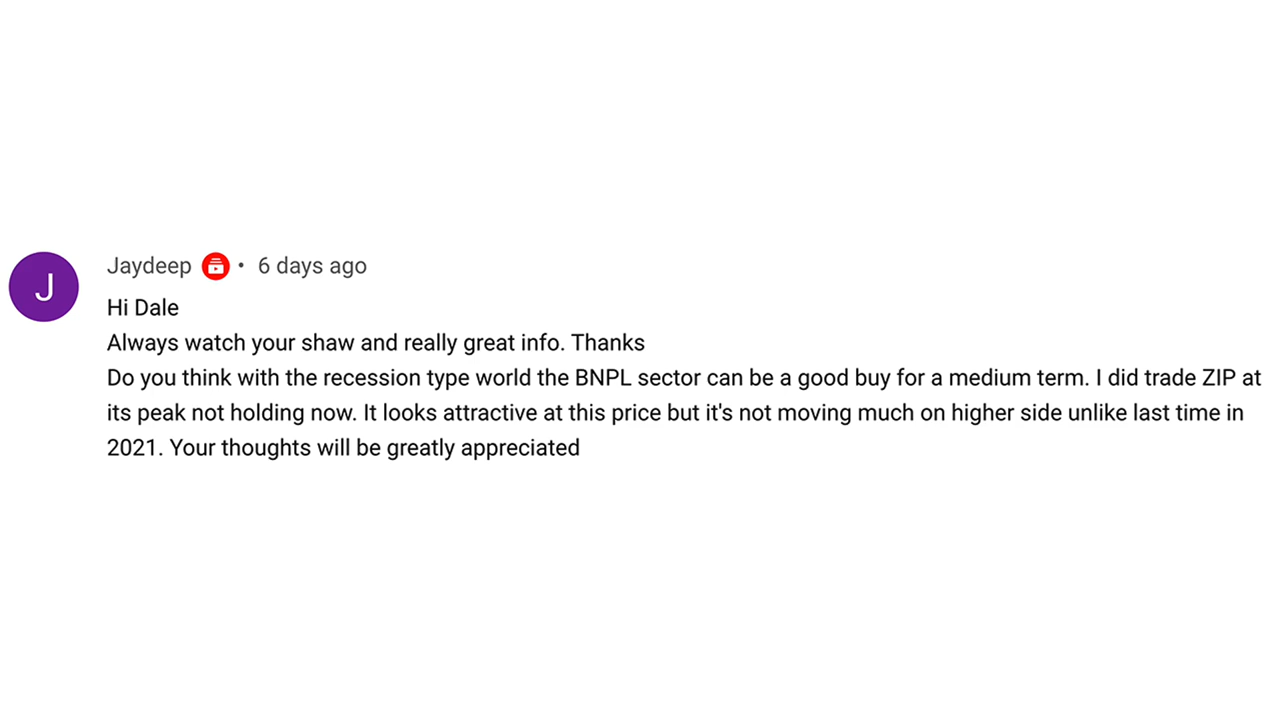 J
Jaydeep • 6 days ago
Hi Dale
Always watch your shaw and really great info. Thanks
Do you think with the recession type world the BNPL sector can be a good buy for a medium term. I did trade ZIP at
its peak not holding now. It looks attractive at this price but it's not moving much on higher side unlike last time in
2021. Your thoughts will be greatly appreciated